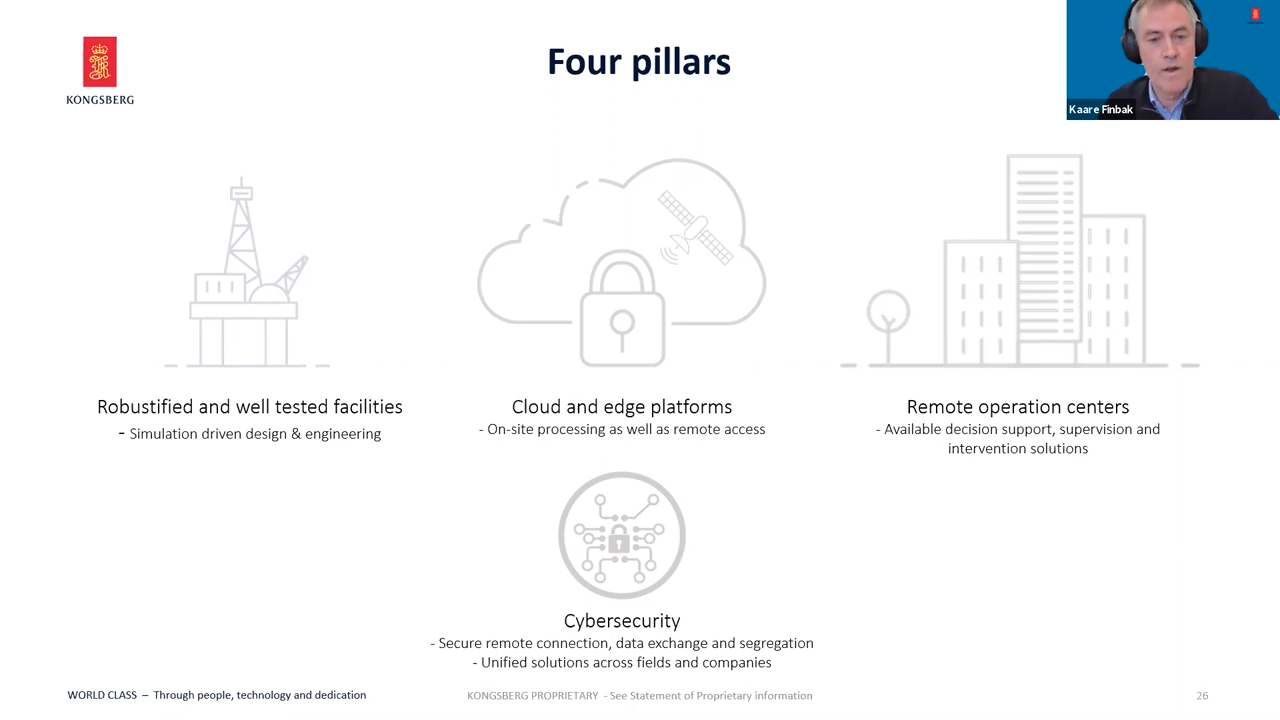 Four pillars
KONGSBERG
Kaare Finbak
Robustified and well tested facilities
- Simulation driven design & engineering
Cloud and edge platforms
- On-site processing as well as remote access
Remote operation centers
- Available decision support, supervision and
intervention solutions
Cybersecurity
- Secure remote connection, data exchange and segregation
- Unified solutions across fields and companies
WORLD CLASS – Through people, technology and dedication
KONGSBERG PROPRIETARY - See Statement of Proprietary information
26